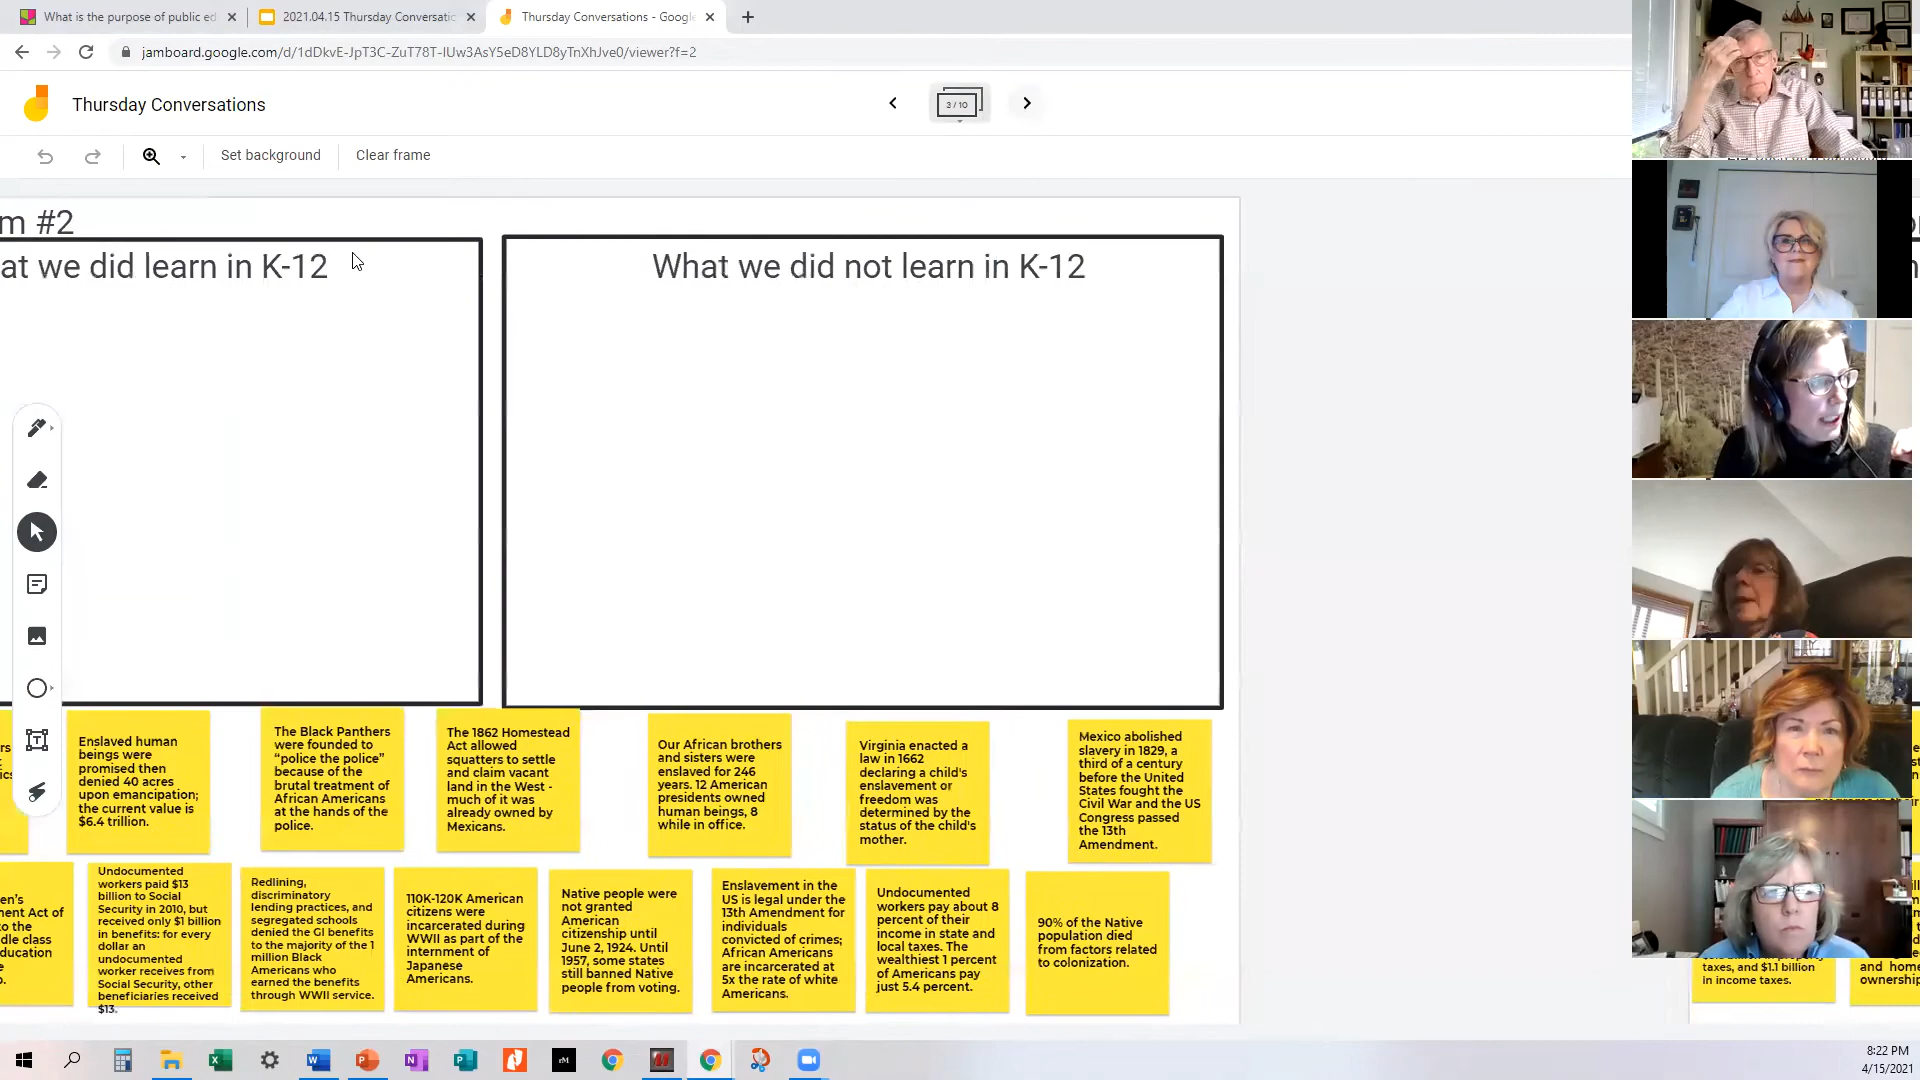 What is the purpose of public ed
2021.04.15 Thursday Conversatic
Thursday Conversations - Google
jamboard.google.com/d/1dDkvE-JpT3C-ZuT78T-IUw3AsY5eD8YLD8yTnXhJve0/viewer?f=2
Thursday Conversations
3 / 10
Set background
Clear frame
m #2
at we did learn in K-12
What we did not learn in K-12
Enslaved human
beings were
promised then
denied 40 acres
upon emancipation;
the current value is
$6.4 trillion.
The Black Panthers
were founded to
“police the police”
because of the
brutal treatment of
African Americans
at the hands of the
police.
The 1862 Homestead
Act allowed
squatters to settle
and claim vacant
land in the West -
much of it was
already owned by
Mexicans.
Our African brothers
and sisters were
enslaved for 246
years. 12 American
presidents owned
human beings, 8
while in office.
Virginia enacted a
law in 1662
declaring a child's
enslavement or
freedom was
determined by the
status of the child's
mother.
Mexico abolished
slavery in 1829, a
third of a century
before the United
States fought the
Civil War and the US
Congress passed
the 13th
Amendment.
en's
ent Act of
to the
dle class
ducation
Undocumented
workers paid $13
billion to Social
Security in 2010, but
received only $1 billion
in benefits: for every
dollar an
undocumented
worker receives from
Social Security, other
beneficiaries received
$13.
Redlining,
discriminatory
lending practices, and
segregated schools
denied the GI benefits
to the majority of the 1
million Black
Americans who
earned the benefits
through WWII service.
110K-120K American
citizens were
incarcerated during
WWII as part of the
internment of
Japanese
Americans.
Native people were
not granted
American
citizenship until
June 2, 1924. Until
1957, some states
still banned Native
people from voting.
Enslavement in the
US is legal under the
13th Amendment for
individuals
convicted of crimes;
African Americans
are incarcerated at
5x the rate of white
Americans.
Undocumented
workers pay about 8
percent of their
income in state and
local taxes. The
wealthiest 1 percent
of Americans pay
just 5.4 percent.
90% of the Native
population died
from factors related
to colonization.
taxes, and $1.1 billion
in income taxes.
and home
ownership
8:22 PM
4/15/2021